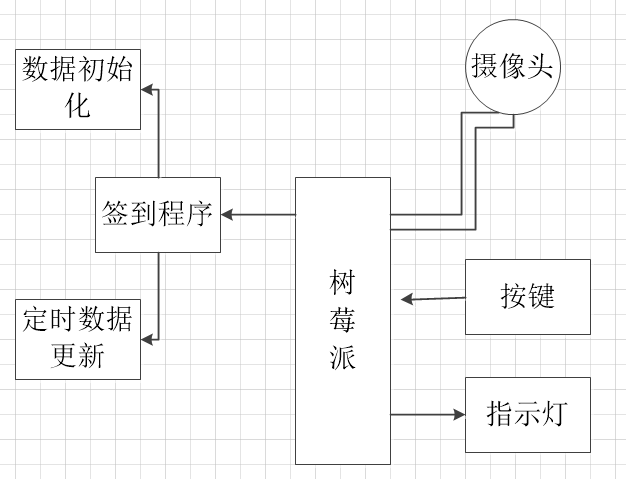 摄像头
数据初始
化
签到程序
树
莓
派
按键
定时数据
更新
指示灯